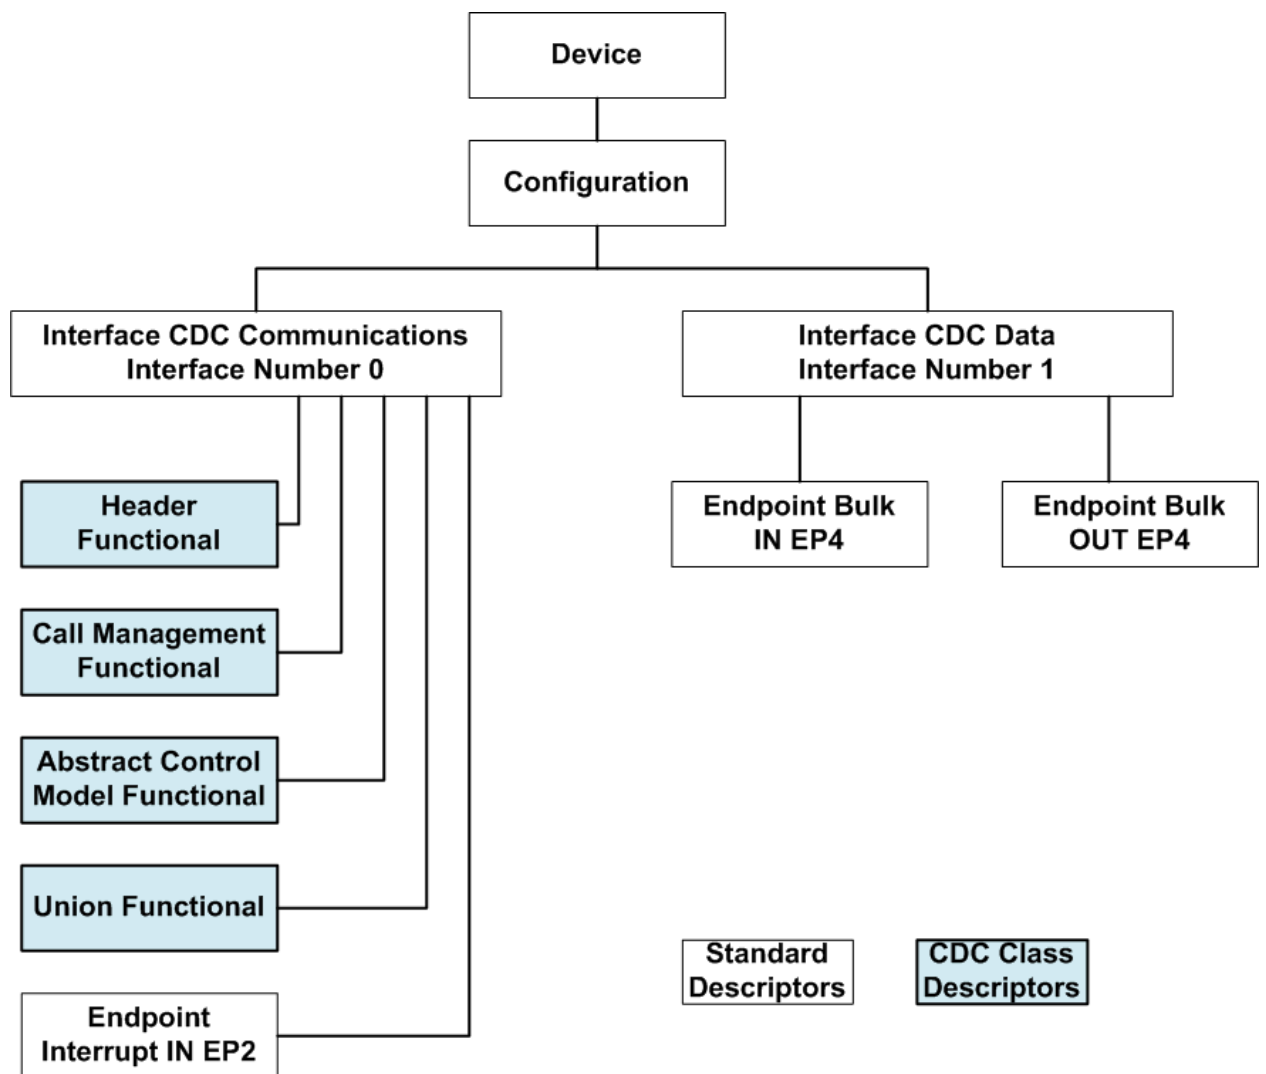 Device
Configuration
Interface CDC Communications
Interface Number 0
Interface CDC Data
Interface Number 1
Header
Functional
Endpoint Bulk
IN EP4
Endpoint Bulk
OUT EP4
Call Management
Functional
Abstract Control
Model Functional
Union Functional
Standard
Descriptors
CDC Class
Descriptors
Endpoint
Interrupt IN EP2